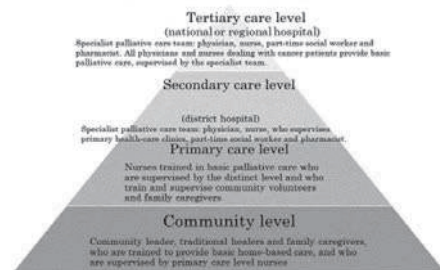 Tertiary care level
(national or regional hospital)
Specialist palliative care team: physician, nurse, part-time social worker and
pharmacist. All physicians and nurses dealing with cancer patients provide basic
palliative care, supervised by the specialist team.
Secondary care level
(district hospital)
Specialist palliative care team: physician, nurse, who supervises
primary health-care clinics, part-time social worker and pharmacist.
Primary care level
Nurses trained in basic palliative care who
are supervised by the distinct level and who
train and supervise community volunteers
and family caregivers
Community level
Community leader, traditional healers and family caregivers,
who are trained to provide basic home-based care, and who
are supervised by primary care level nurses